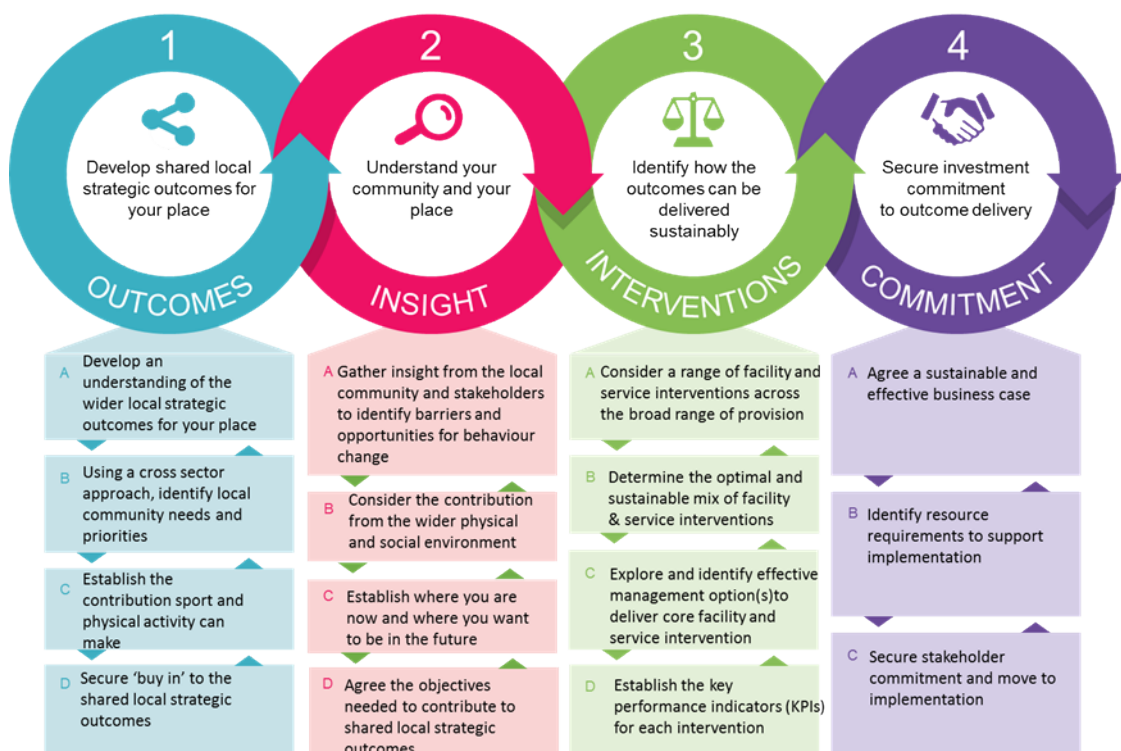 1
Develop shared local
strategic outcomes for
your place
OUTCOMES
2
Understand your
community and your
place
INSIGHT
3
Identify how the
outcomes can be
delivered
sustainably
INTERVENTIONS
4
Secure investment
commitment
to outcome delivery
COMMITMENT
A Develop an
understanding of the
wider local strategic
outcomes for your place
B Using a cross sector
approach, identify local
community needs and
priorities
C Establish the
contribution sport and
physical activity can
make
D Secure ‘buy in’ to the
shared local strategic
outcomes
A Gather insight from the local
community and stakeholders
to identify barriers and
opportunities for behaviour
change
B Consider the contribution
from the wider physical
and social environment
C Establish where you are
now and where you want
to be in the future
D Agree the objectives
needed to contribute to
shared local strategic
outcomes
A Consider a range of facility and
service interventions across
the broad range of provision
B Determine the optimal and
sustainable mix of facility
& service interventions
C Explore and identify effective
management option(s)to
deliver core facility and
service intervention
D Establish the key
performance indicators (KPIs)
for each intervention
A Agree a sustainable and
effective business case
B Identify resource
requirements to support
implementation
C Secure stakeholder
commitment and move to
implementation